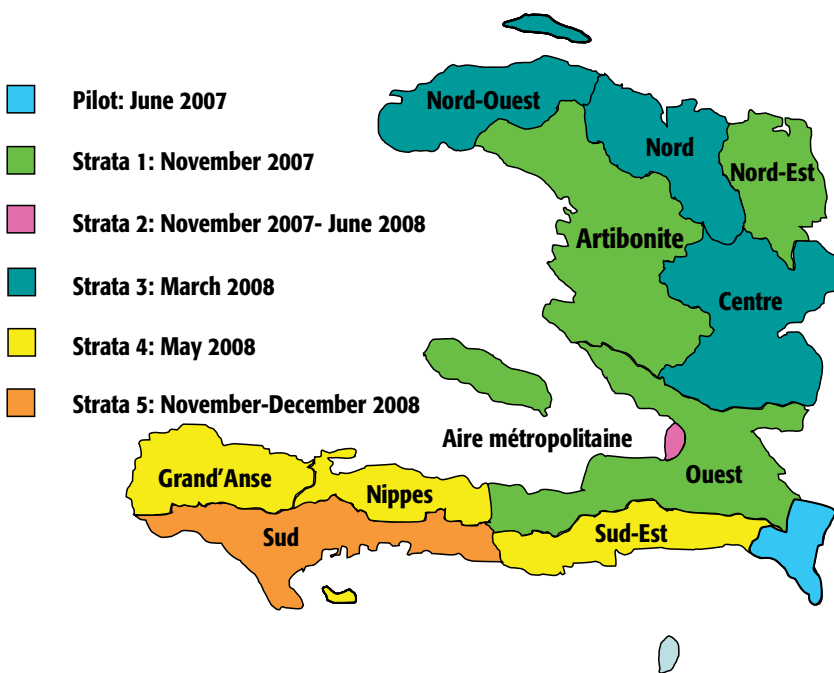 Pilot: June 2007
Strata 1: November 2007
Strata 2: November 2007- June 2008
Strata 3: March 2008
Strata 4: May 2008
Strata 5: November-December 2008
Nord-Ouest
Nord
Nord-Est
Artibonite
Centre
Aire métropolitaine
Ouest
Grand'Anse
Nippes
Sud
Sud-Est